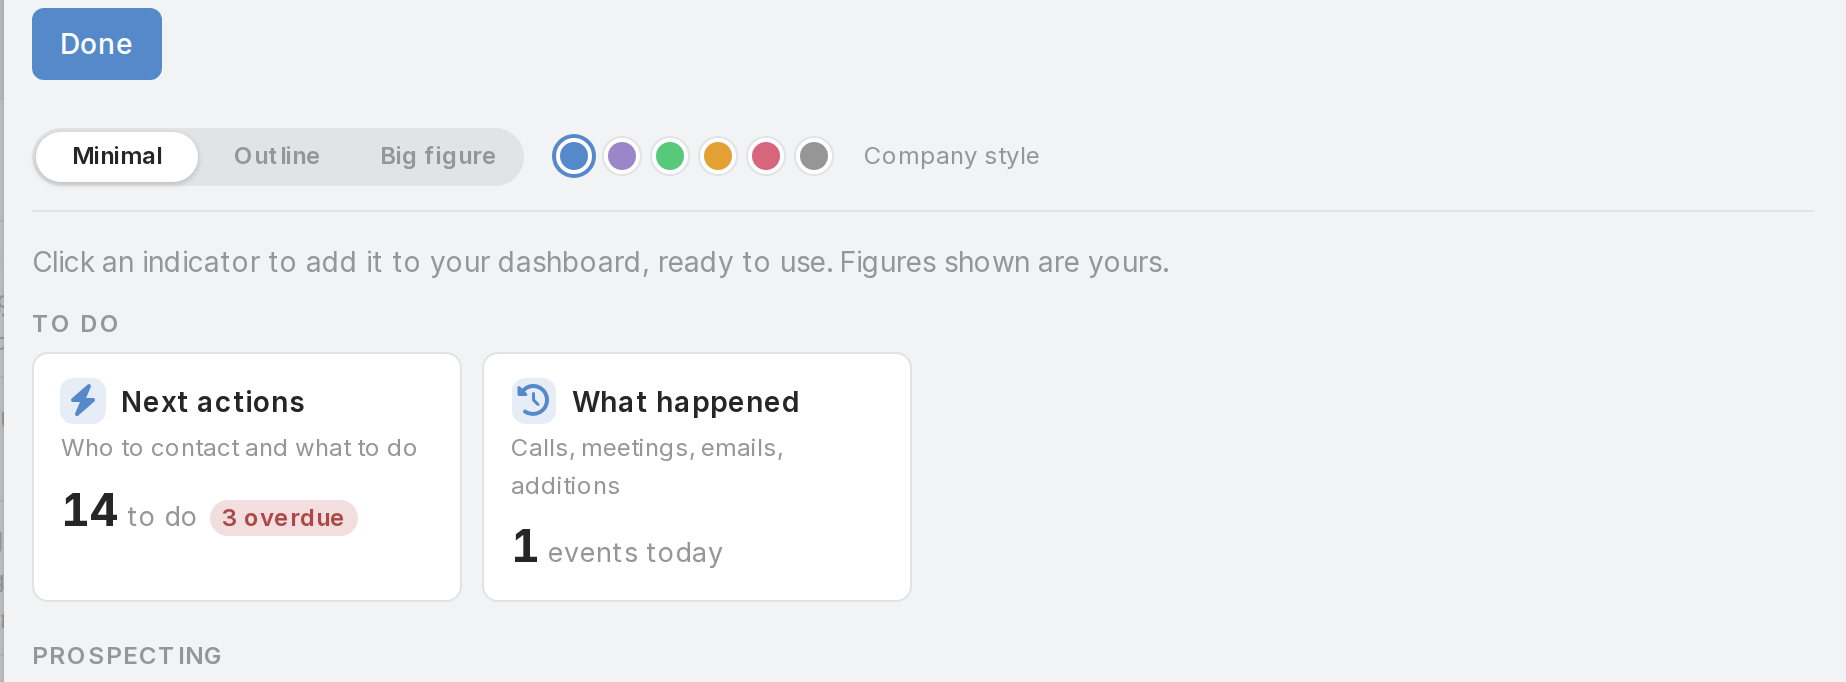 Done
Minimal Outline Big figure Company style
Click an indicator to add it to your dashboard, ready to use. Figures shown are yours.
TO DO
Next actions
Who to contact and what to do
14 to do 3 overdue
What happened
Calls, meetings, emails,
additions
1 events today
PROSPECTING